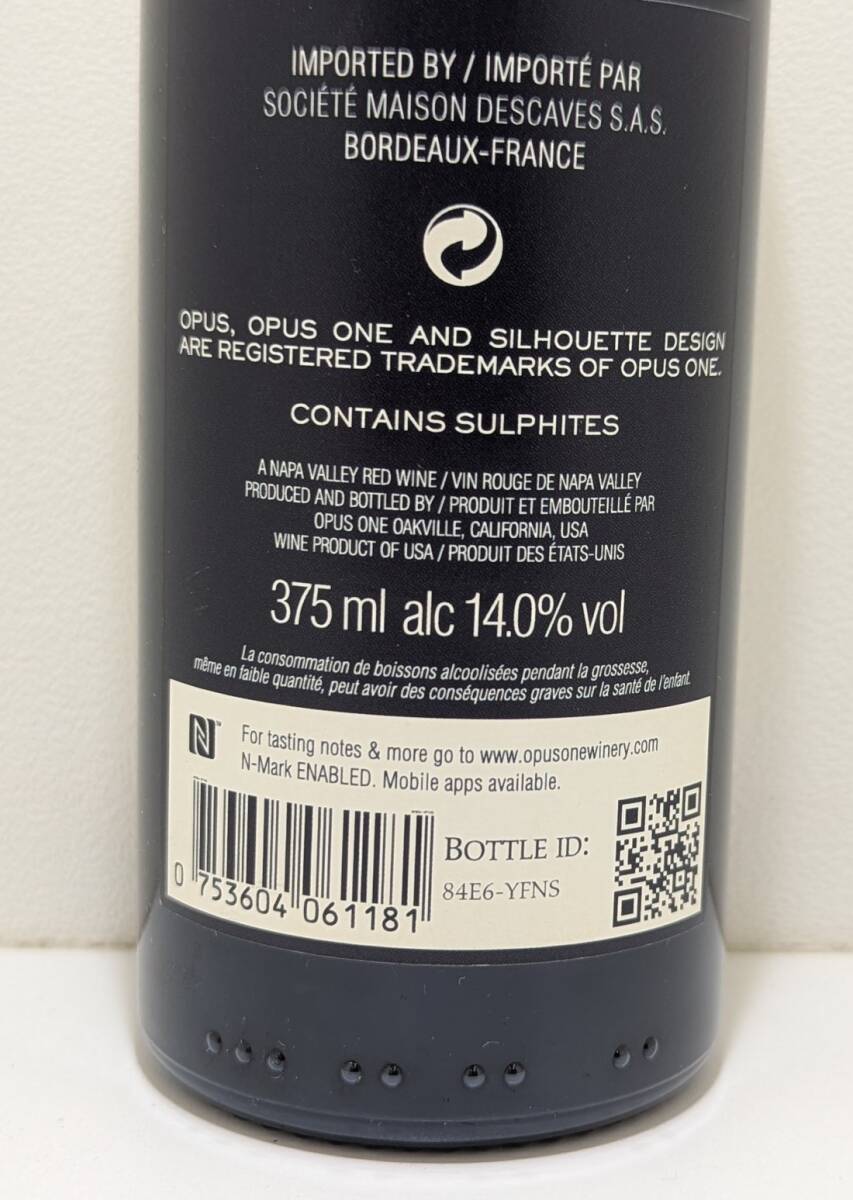 IMPORTED BY / IMPORTÉ PAR
SOCIÉTÉ MAISON DESCAVES S.A.S.
BORDEAUX-FRANCE
OPUS, OPUS ONE AND SILHOUETTE DESIGN
ARE REGISTERED TRADEMARKS OF OPUS ONE.
CONTAINS SULPHITES
A NAPA VALLEY RED WINE / VIN ROUGE DE NAPA VALLEY
PRODUCED AND BOTTLED BY / PRODUIT ET EMBOUTEILLÉ PAR
OPUS ONE OAKVILLE, CALIFORNIA, USA
WINE PRODUCT OF USA / PRODUIT DES ÉTATS-UNIS
375 ml alc 14.0% vol
La consommation de boissons alcoolisées pendant la grossesse,
même en faible quantité, peut avoir des conséquences graves sur la santé de l'enfant.
N™ For tasting notes & more go to www.opusonewinery.com
N-Mark ENABLED. Mobile apps available.
BOTTLE ID:
84E6-YFNS
0 753604 061181